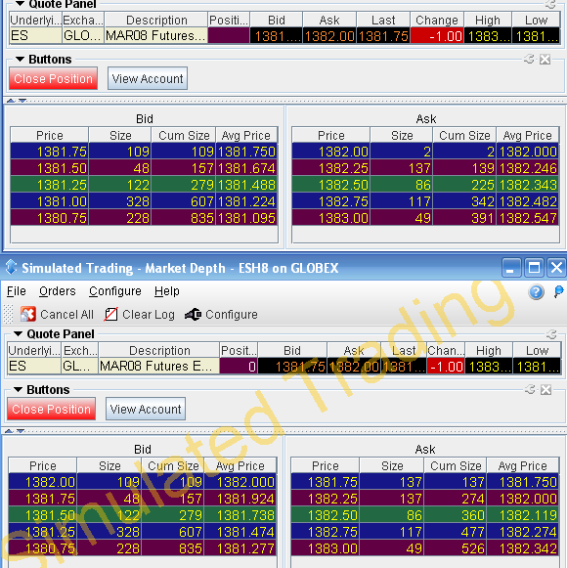 Quote Panel
Underlyi... Excha... Description Positi... Bid Ask Last Change High Low
ES GLO... MAR08 Futures... 1381.... 1382.00 1381.75 -1.00 1383... 1381...
Buttons
Close Position View Account
Bid Ask
Price Size Cum Size Avg Price Price Size Cum Size Avg Price
1381.75 109 109 1381.750 1382.00 2 2 1382.000
1381.50 48 157 1381.674 1382.25 137 139 1382.246
1381.25 122 279 1381.488 1382.50 86 225 1382.343
1381.00 328 607 1381.224 1382.75 117 342 1382.482
1380.75 228 835 1381.095 1383.00 49 391 1382.547
Simulated Trading - Market Depth - ESH8 on GLOBEX
File Orders Configure Help
Cancel All Clear Log Configure
Quote Panel
Underlyi... Exch... Description Posit... Bid Ask Last Chan... High Low
ES GL... MAR08 Futures E... 0 1381.75 1382.00 1381... -1.00 1383... 1381...
Buttons
Close Position View Account
Simulated Trading
Bid Ask
Price Size Cum Size Avg Price Price Size Cum Size Avg Price
1382.00 109 109 1382.000 1381.75 137 137 1381.750
1381.75 48 157 1381.924 1382.25 137 274 1382.000
1381.50 122 279 1381.738 1382.50 86 360 1382.119
1381.25 328 607 1381.474 1382.75 117 477 1382.274
1380.75 228 835 1381.277 1383.00 49 526 1382.342